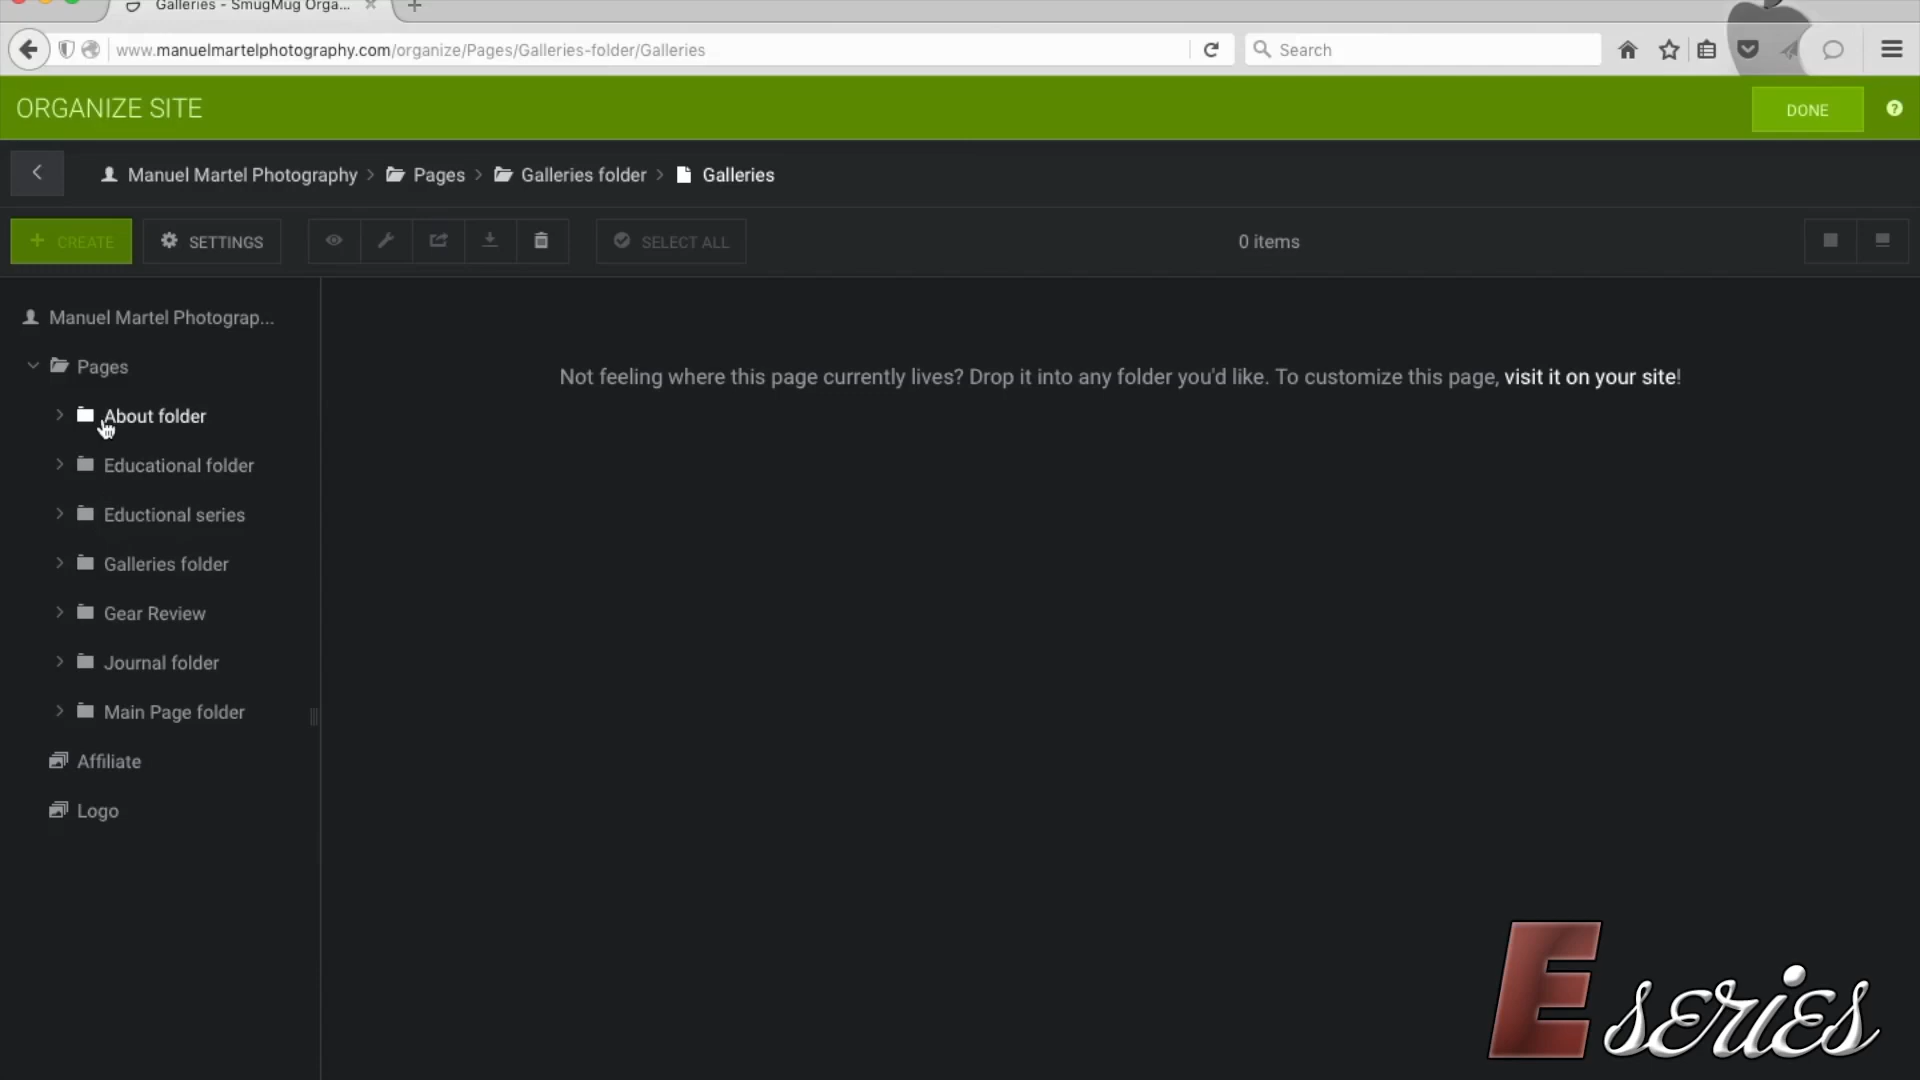 Galleries - SmugMug Orga...
www.manuelmartelphotography.com/organize/Pages/Galleries-folder/Galleries
Search
ORGANIZE SITE
DONE
?
Manuel Martel Photography > Pages > Galleries folder > Galleries
+ CREATE
SETTINGS
SELECT ALL
0 items
Manuel Martel Photograp...
Pages
About folder
Educational folder
Eductional series
Galleries folder
Gear Review
Journal folder
Main Page folder
Affiliate
Logo
Not feeling where this page currently lives? Drop it into any folder you'd like. To customize this page, visit it on your site!
E series